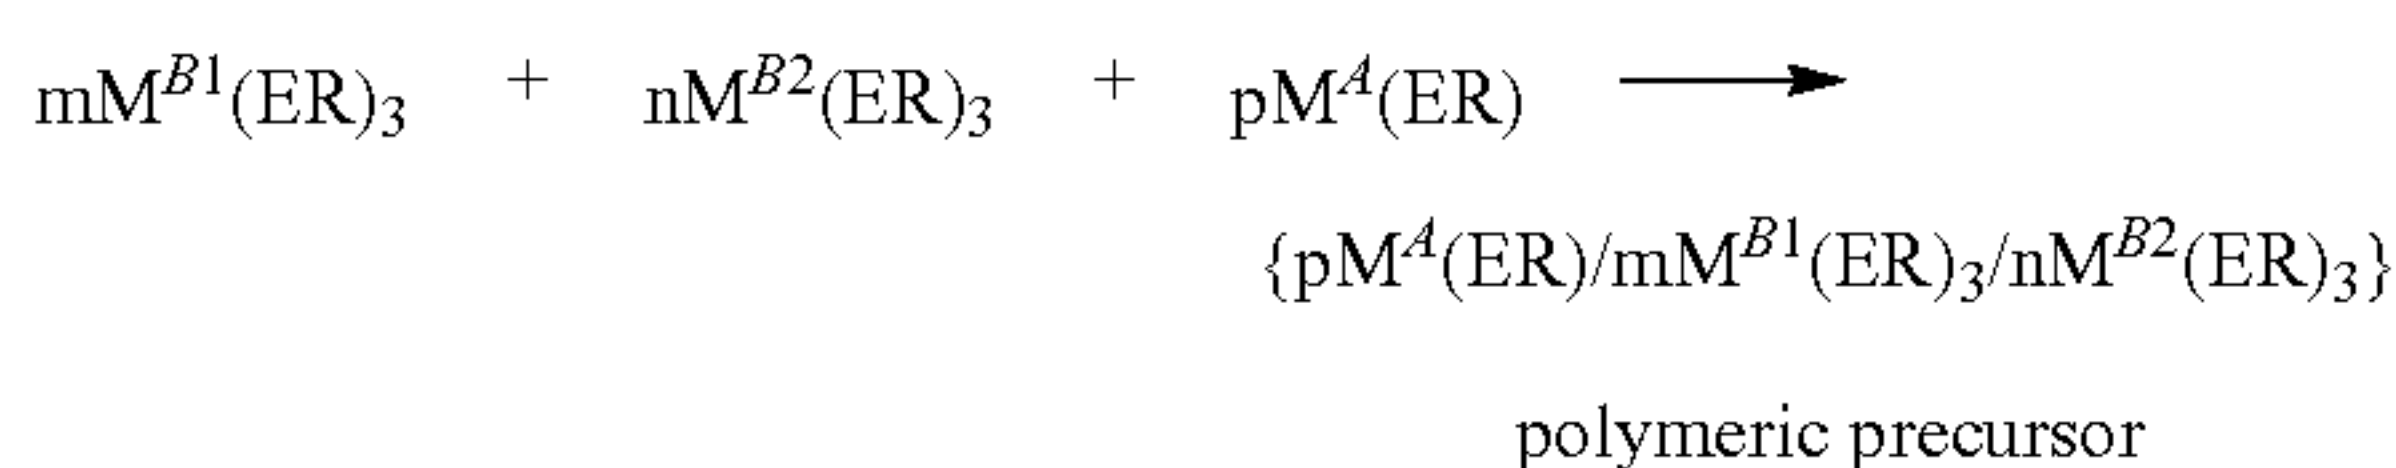 mM^{B1}(ER)_3 + nM^{B2}(ER)_3 + pM^A(ER) ⟶
{pM^A(ER)/mM^{B1}(ER)_3/nM^{B2}(ER)_3}
polymeric precursor